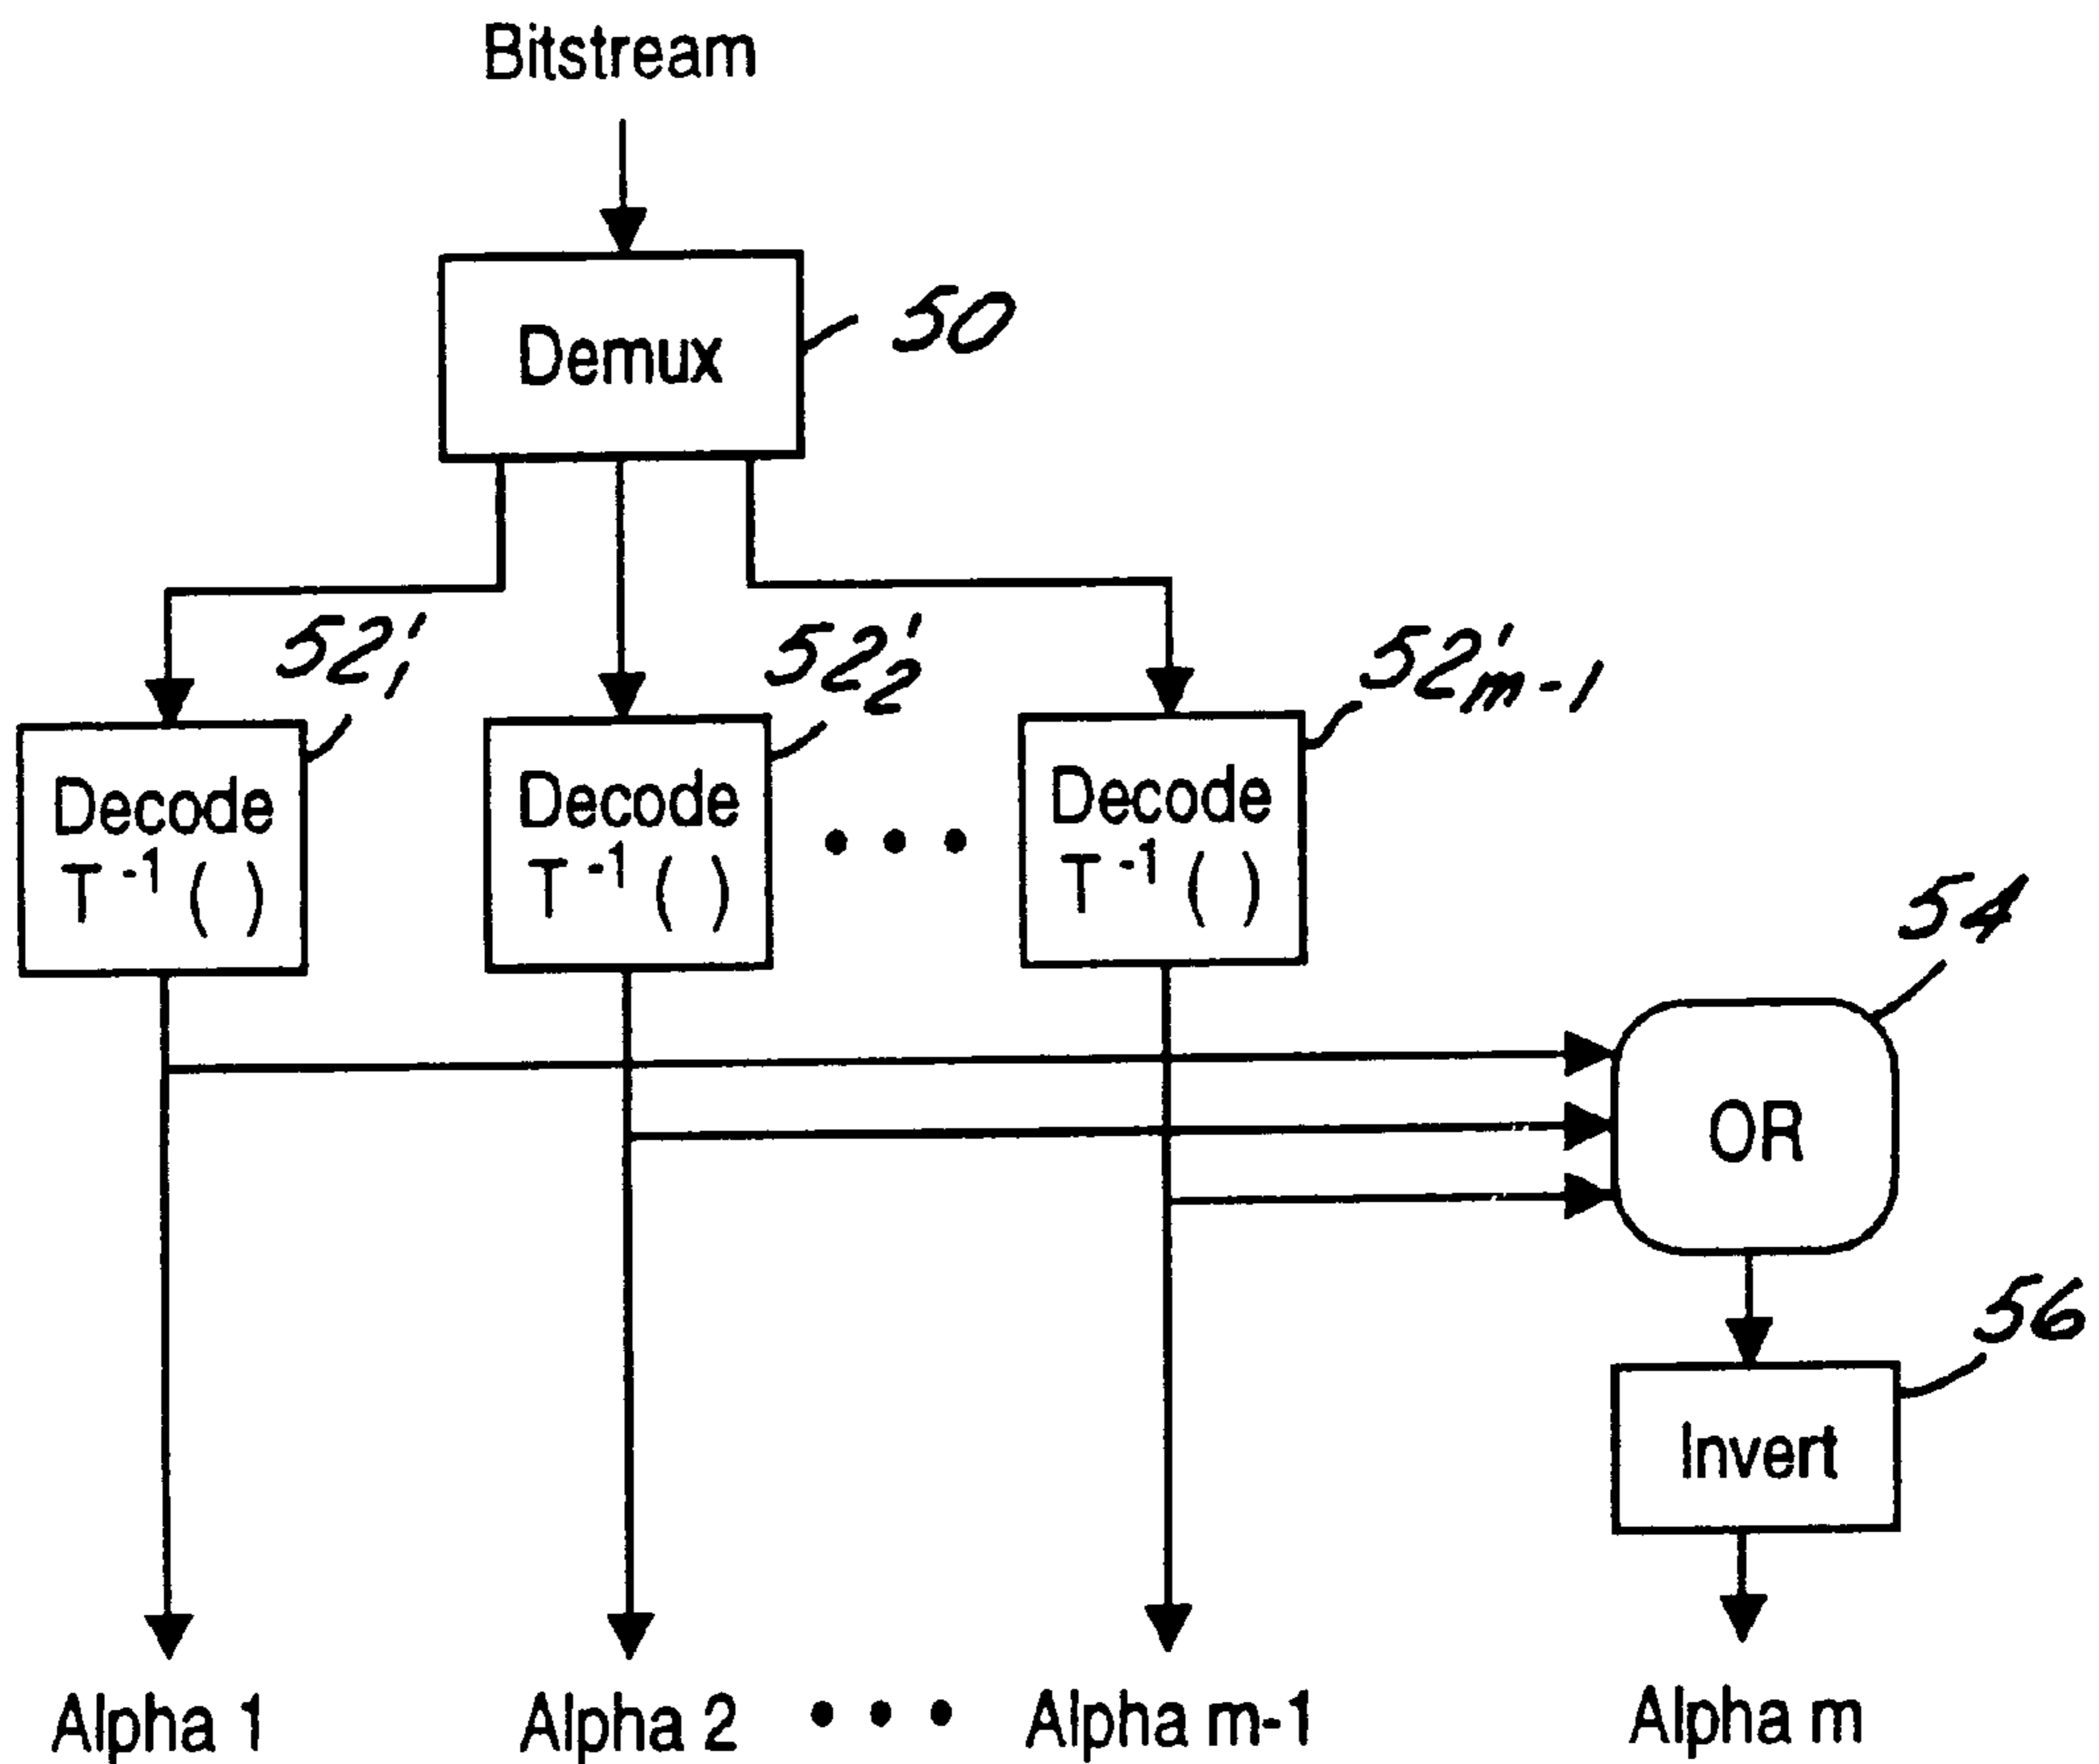 Bitstream
Demux
50
52'1
52'2
52'm-1
Decode
T⁻¹ ( )
Decode
T⁻¹ ( )
• • •
Decode
T⁻¹ ( )
54
OR
56
Invert
Alpha 1
Alpha 2
• • •
Alpha m-1
Alpha m